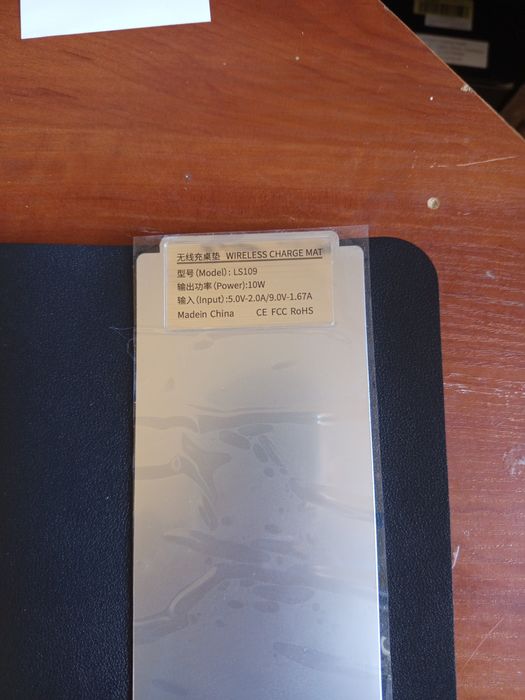 无线充桌垫 WIRELESS CHARGE MAT
型号(Model): LS109
输出功率(Power):10W
输入(Input):5.0V-2.0A/9.0V-1.67A
Madein China CE FCC RoHS